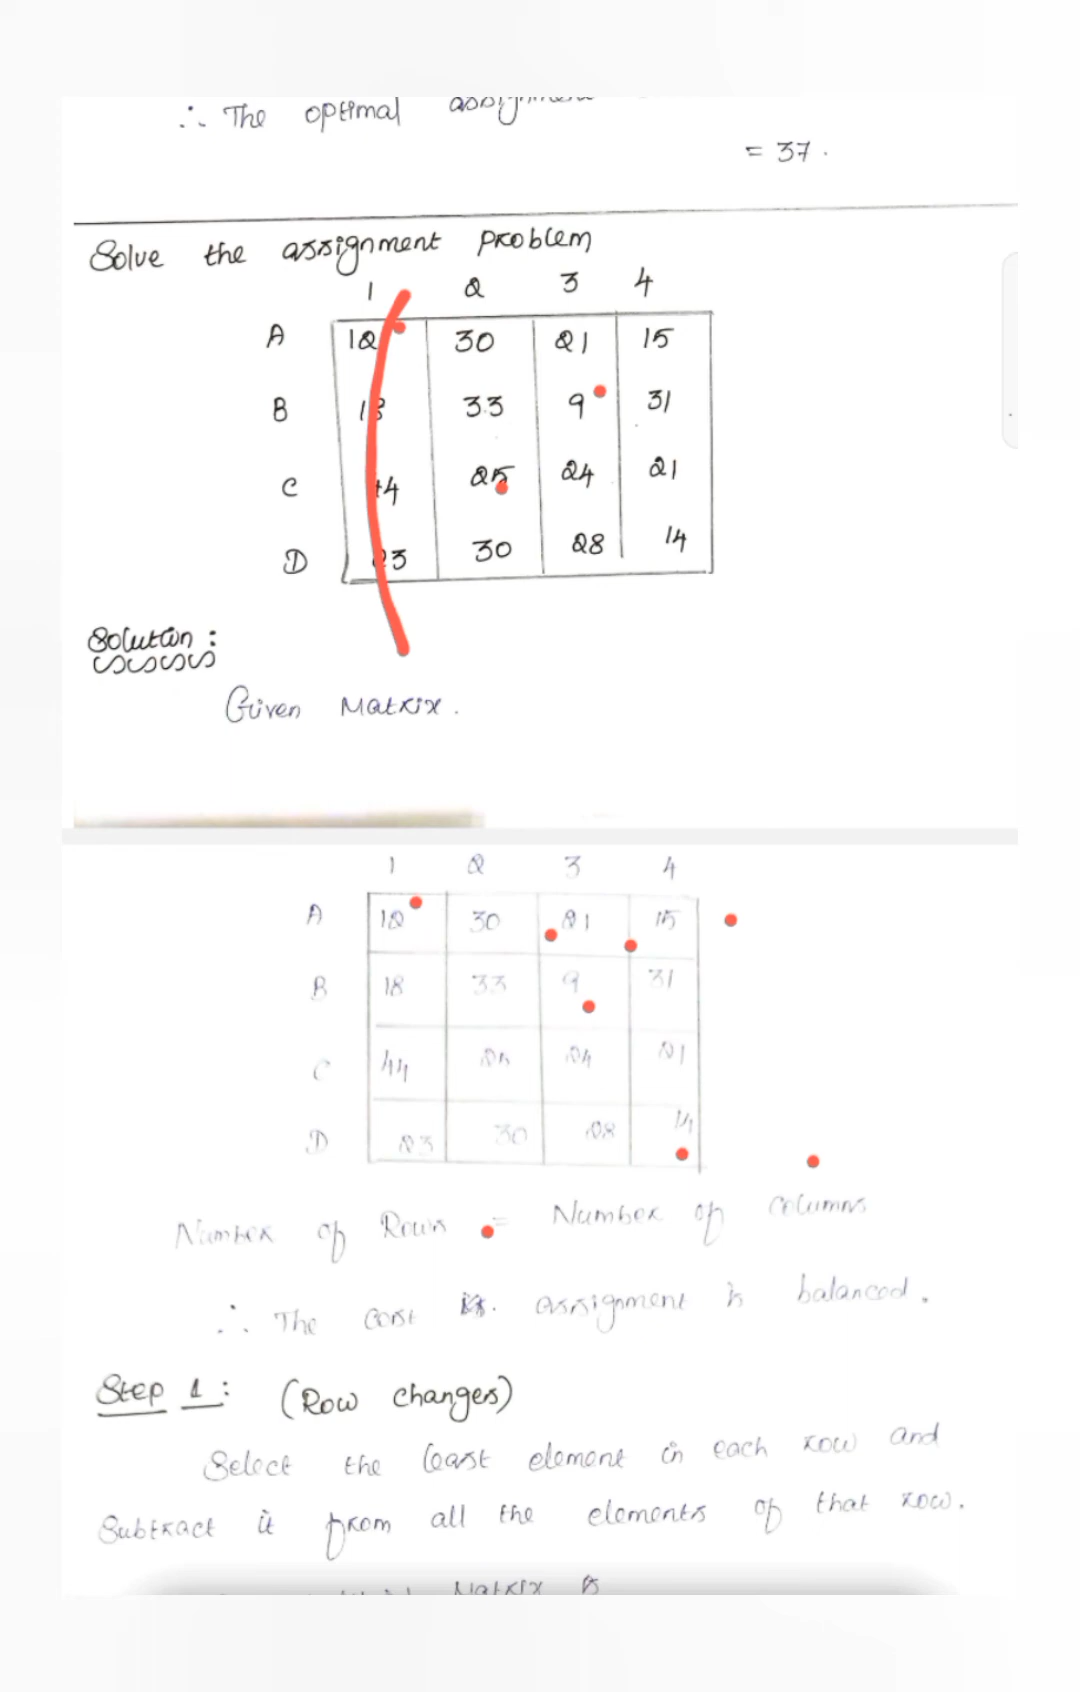 ∴ The optimal
= 37.
Solve the assignment problem
1 2 3 4
A 12 30 21 15
B 18 33 9 31
C 44 25 24 21
D 23 30 28 14
Solution:
Given Matrix.
1 2 3 4
A 12 30 21 15
B 18 33 9 31
C 44 25 24 21
D 23 30 28 14
Number of Rows = Number of columns
∴ The cost assignment is balanced.
Step 1: (Row changes)
Select the least element in each row and
Subtract it from all the elements of that row.
Matrix is